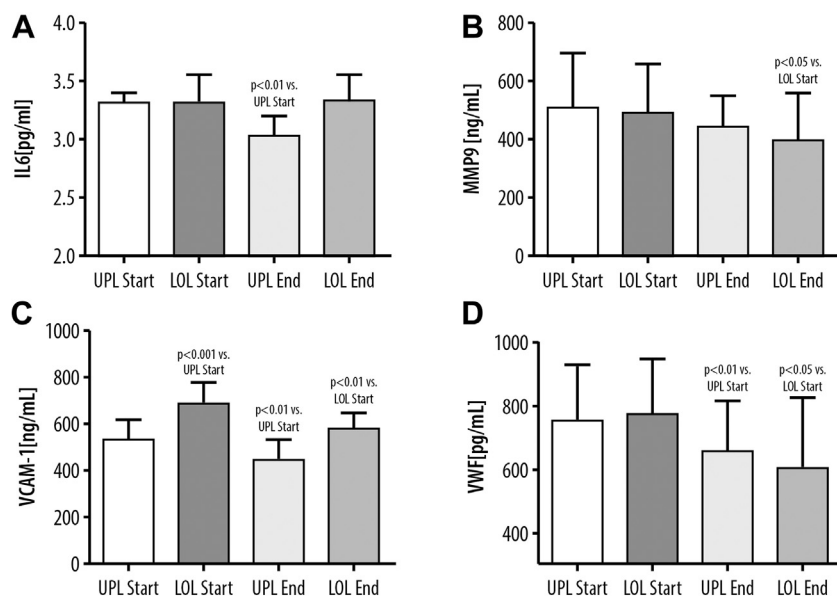 A
4.0
3.5
3.0
2.5
2.0
IL6[pg/ml]
p<0.01 vs.
UPL Start
UPL Start
LOL Start
UPL End
LOL End
B
800
600
400
200
0
MMP9 [ng/mL]
p<0.05 vs.
LOL Start
UPL Start
LOL Start
UPL End
LOL End
C
1000
800
600
400
200
0
VCAM-1[ng/mL]
p<0.001 vs.
UPL Start
p<0.01 vs.
UPL Start
p<0.01 vs.
LOL Start
UPL Start
LOL Start
UPL End
LOL End
D
1000
800
600
400
VWF[pg/mL]
p<0.01 vs.
UPL Start
p<0.05 vs.
LOL Start
UPL Start
LOL Start
UPL End
LOL End